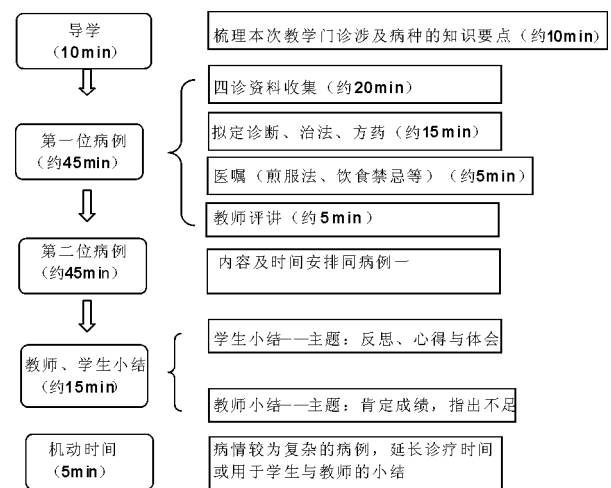 导学
（10min）
梳理本次教学门诊涉及病种的知识要点（约10min）
四诊资料收集（约20min）
第一位病例
（约45min）
拟定诊断、治法、方药（约15min）
医嘱（煎服法、饮食禁忌等）（约5min）
教师评讲（约5min）
第二位病例
（约45min）
内容及时间安排同病例一
学生小结——主题：反思、心得与体会
教师、学生小结
（约15min）
教师小结——主题：肯定成绩，指出不足
机动时间
（5min）
病情较为复杂的病例，延长诊疗时间
或用于学生与教师的小结